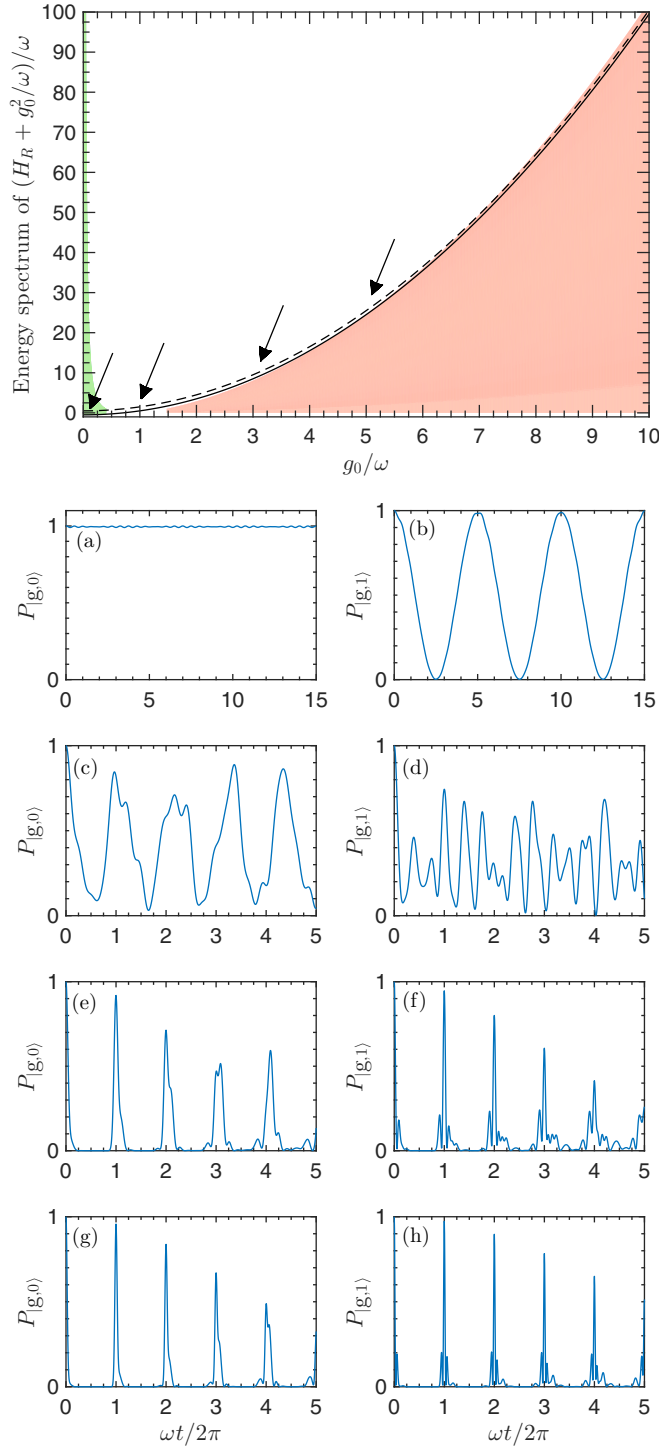 Energy spectrum of (H_R + g_0^2/ω)/ω
100
90
80
70
60
50
40
30
20
10
0
0 1 2 3 4 5 6 7 8 9 10
g_0/ω
(a)
P_{|g,0⟩}
1
0
0 5 10 15
(b)
P_{|g,1⟩}
1
0
0 5 10 15
(c)
P_{|g,0⟩}
1
0
0 1 2 3 4 5
(d)
P_{|g,1⟩}
1
0
0 1 2 3 4 5
(e)
P_{|g,0⟩}
1
0
0 1 2 3 4 5
(f)
P_{|g,1⟩}
1
0
0 1 2 3 4 5
(g)
P_{|g,0⟩}
1
0
0 1 2 3 4 5
ωt/2π
(h)
P_{|g,1⟩}
1
0
0 1 2 3 4 5
ωt/2π